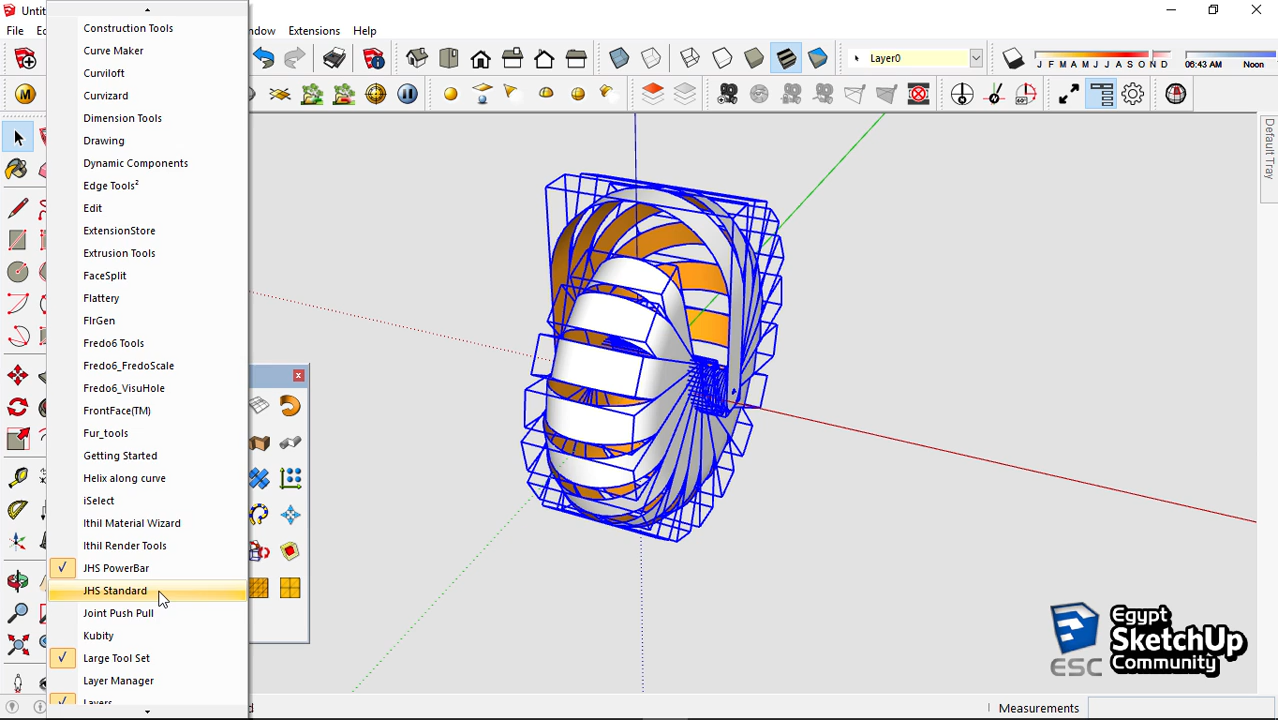 Unti
File
E
ndow
Extensions
Help
Layer0
J F M A M J J A S O N D
06:43 AM
Noon
M
Default Tray
Construction Tools
Curve Maker
Curviloft
Curvizard
Dimension Tools
Drawing
Dynamic Components
Edge Tools²
Edit
ExtensionStore
Extrusion Tools
FaceSplit
Flattery
FlrGen
Fredo6 Tools
Fredo6_FredoScale
Fredo6_VisuHole
FrontFace(TM)
Fur_tools
Getting Started
Helix along curve
iSelect
Ithil Material Wizard
Ithil Render Tools
JHS PowerBar
JHS Standard
Joint Push Pull
Kubity
Large Tool Set
Layer Manager
Layers
Egypt
SketchUp
Community
ESC
d
Measurements